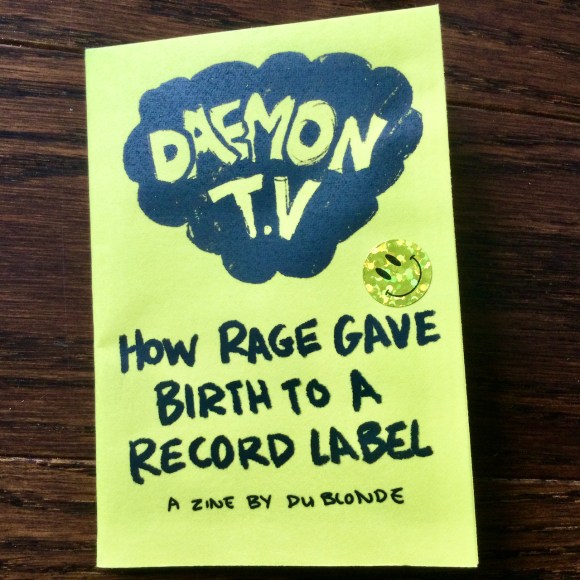 DAEMON
T.V
HOW RAGE GAVE
BIRTH TO A
RECORD LABEL
A ZINE BY DU BLONDE